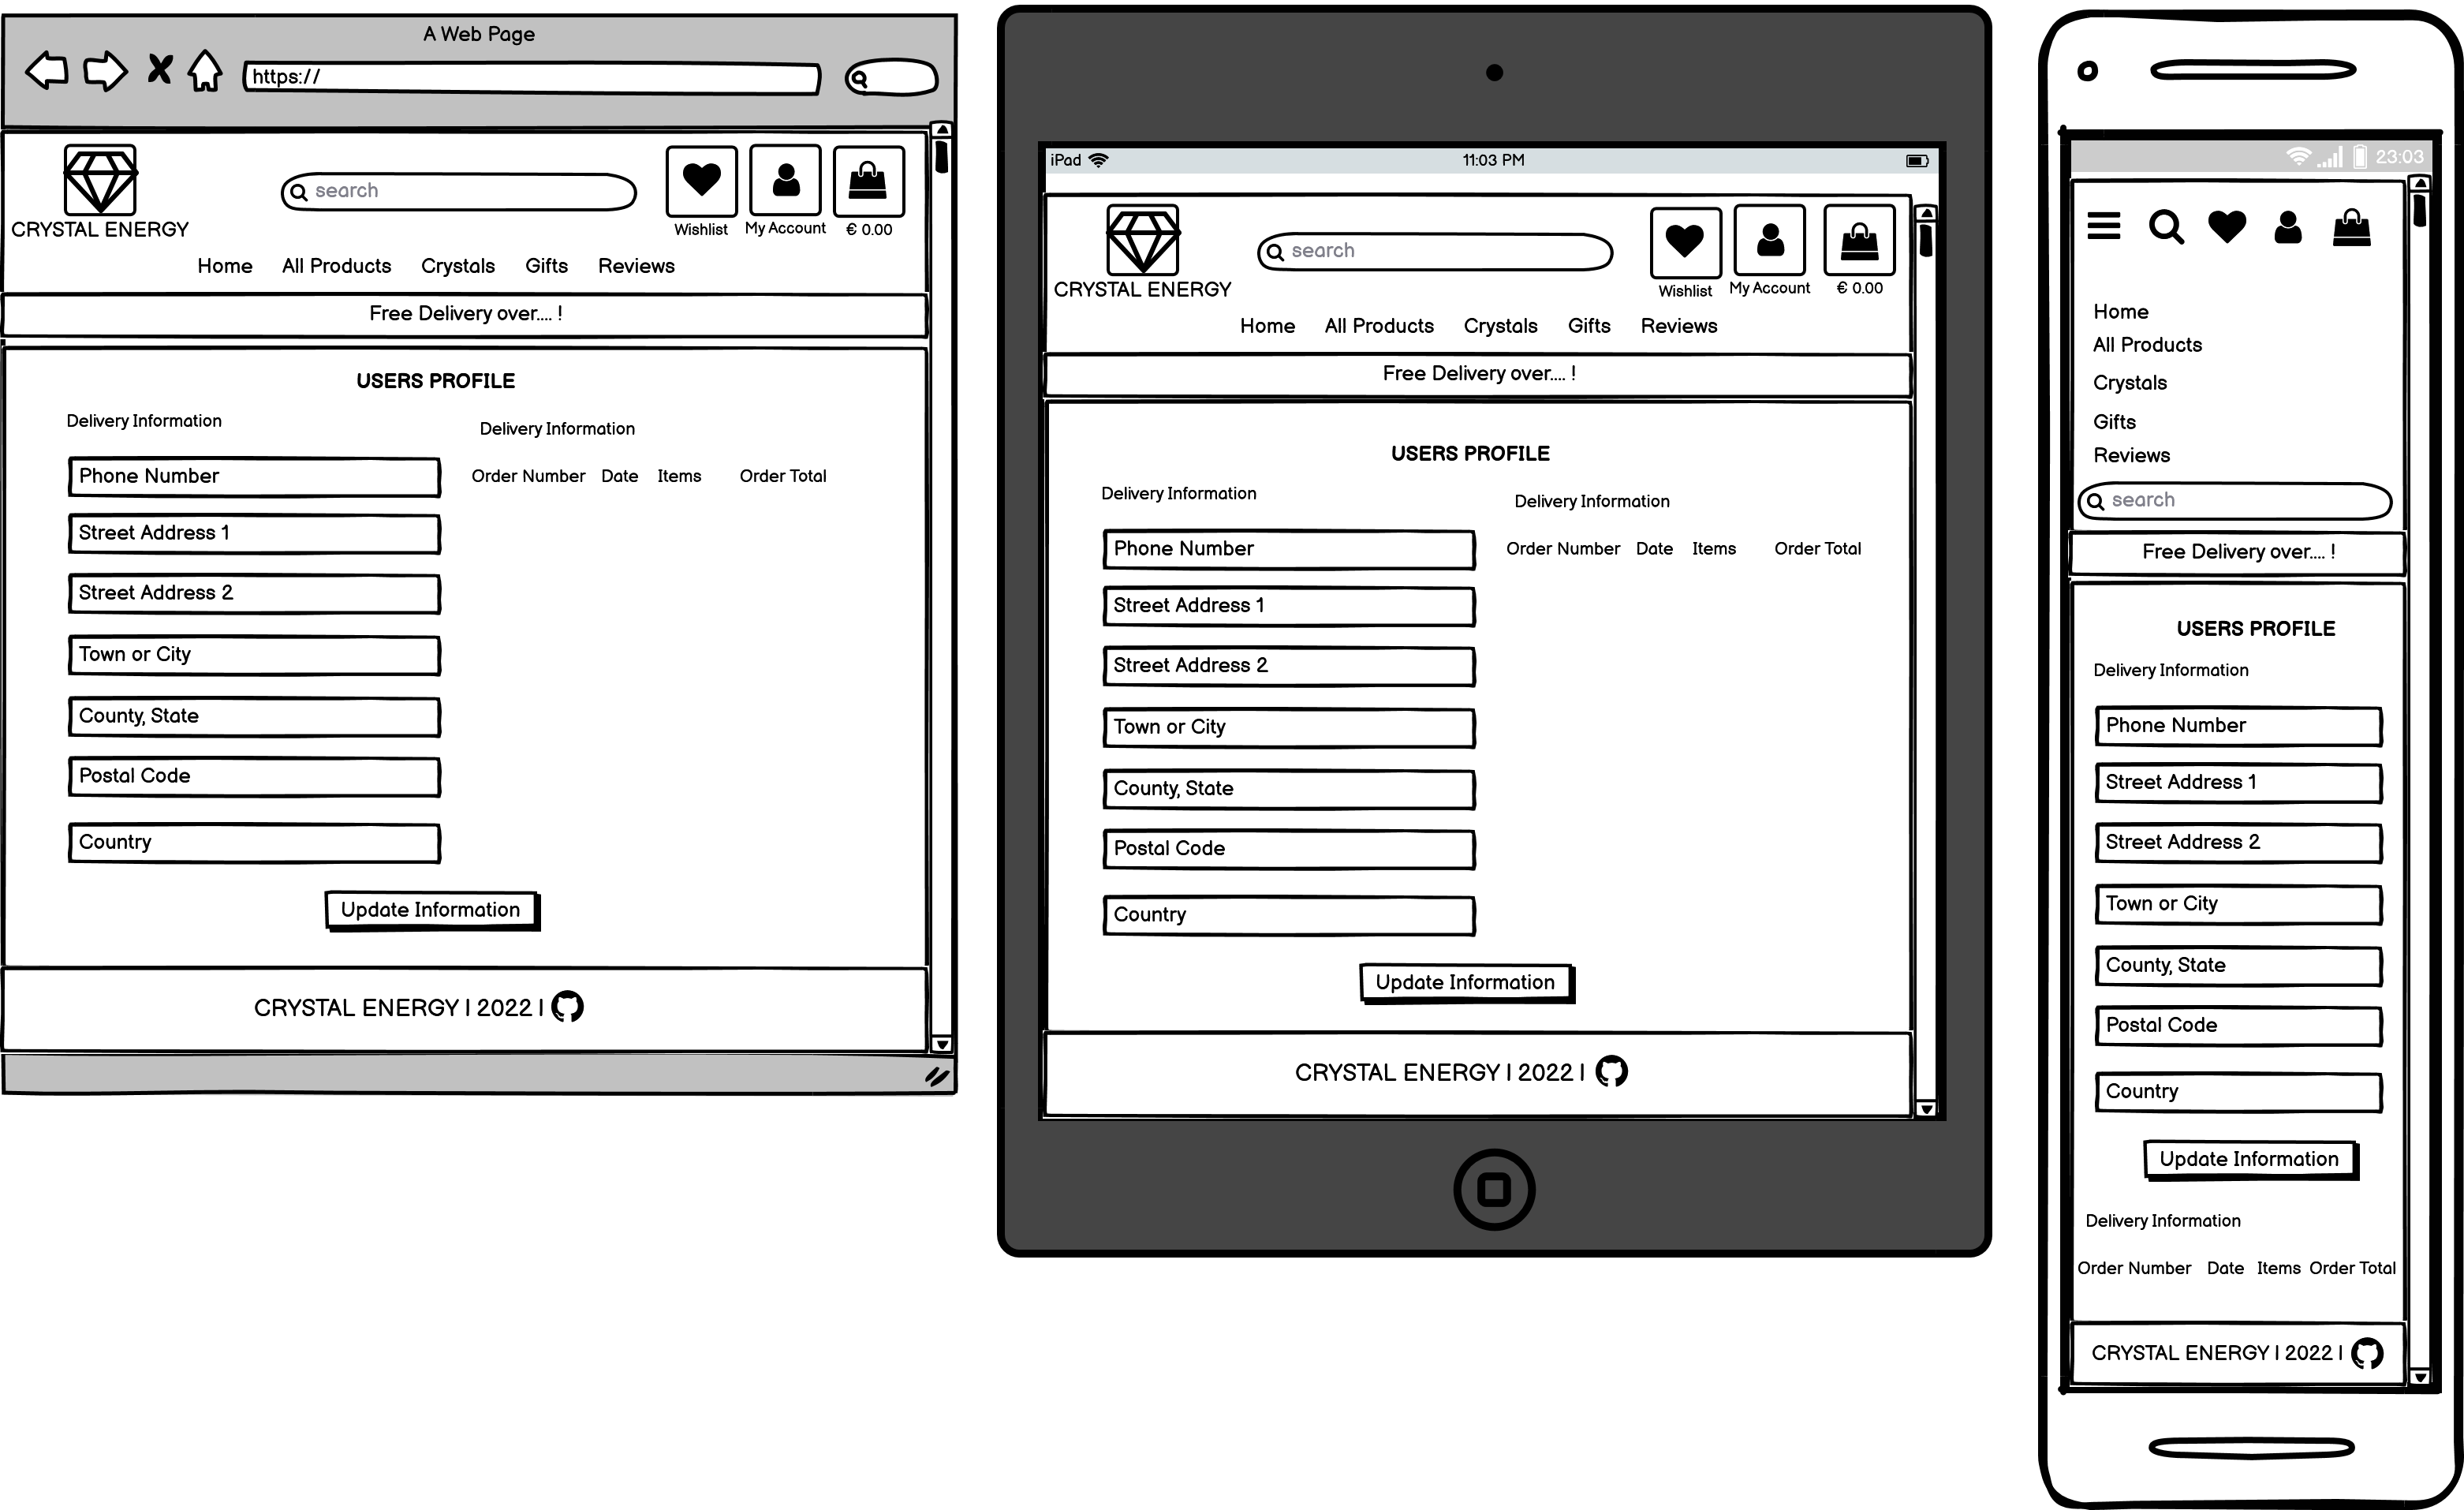 A Web Page
https://
search
CRYSTAL ENERGY
Wishlist My Account € 0.00
Home All Products Crystals Gifts Reviews
Free Delivery over.... !
USERS PROFILE
Delivery Information
Delivery Information
Phone Number
Order Number Date Items Order Total
Street Address 1
Street Address 2
Town or City
County, State
Postal Code
Country
Update Information
CRYSTAL ENERGY | 2022 |
iPad 11:03 PM
search
CRYSTAL ENERGY
Wishlist My Account € 0.00
Home All Products Crystals Gifts Reviews
Free Delivery over.... !
USERS PROFILE
Delivery Information
Delivery Information
Phone Number
Order Number Date Items Order Total
Street Address 1
Street Address 2
Town or City
County, State
Postal Code
Country
Update Information
CRYSTAL ENERGY | 2022 |
23:03
Home
All Products
Crystals
Gifts
Reviews
search
Free Delivery over.... !
USERS PROFILE
Delivery Information
Phone Number
Street Address 1
Street Address 2
Town or City
County, State
Postal Code
Country
Update Information
Delivery Information
Order Number Date Items Order Total
CRYSTAL ENERGY | 2022 |